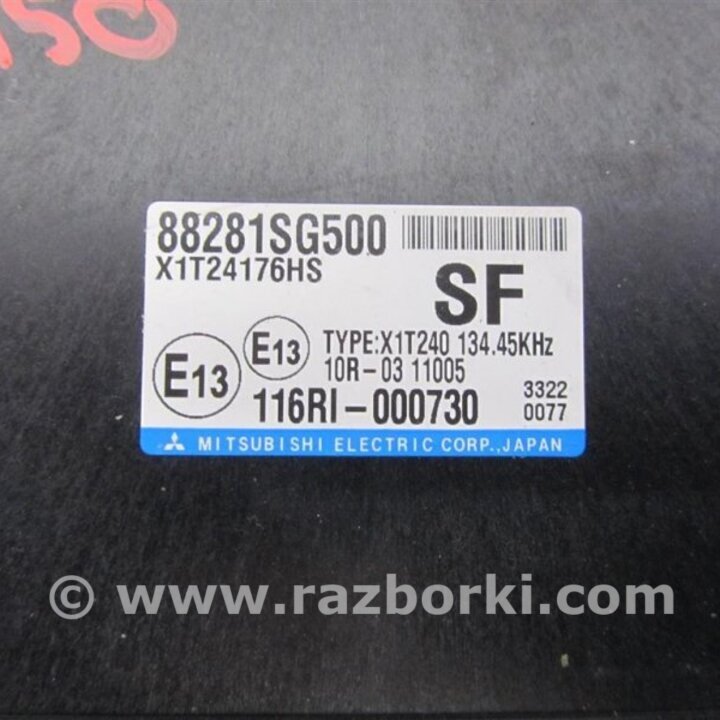 150
88281SG500
X1T24176HS
SF
E13
E13
TYPE:X1T240 134.45KHz
10R-03 11005
116RI-000730
3322
0077
MITSUBISHI ELECTRIC CORP.,JAPAN
© www.razborki.com